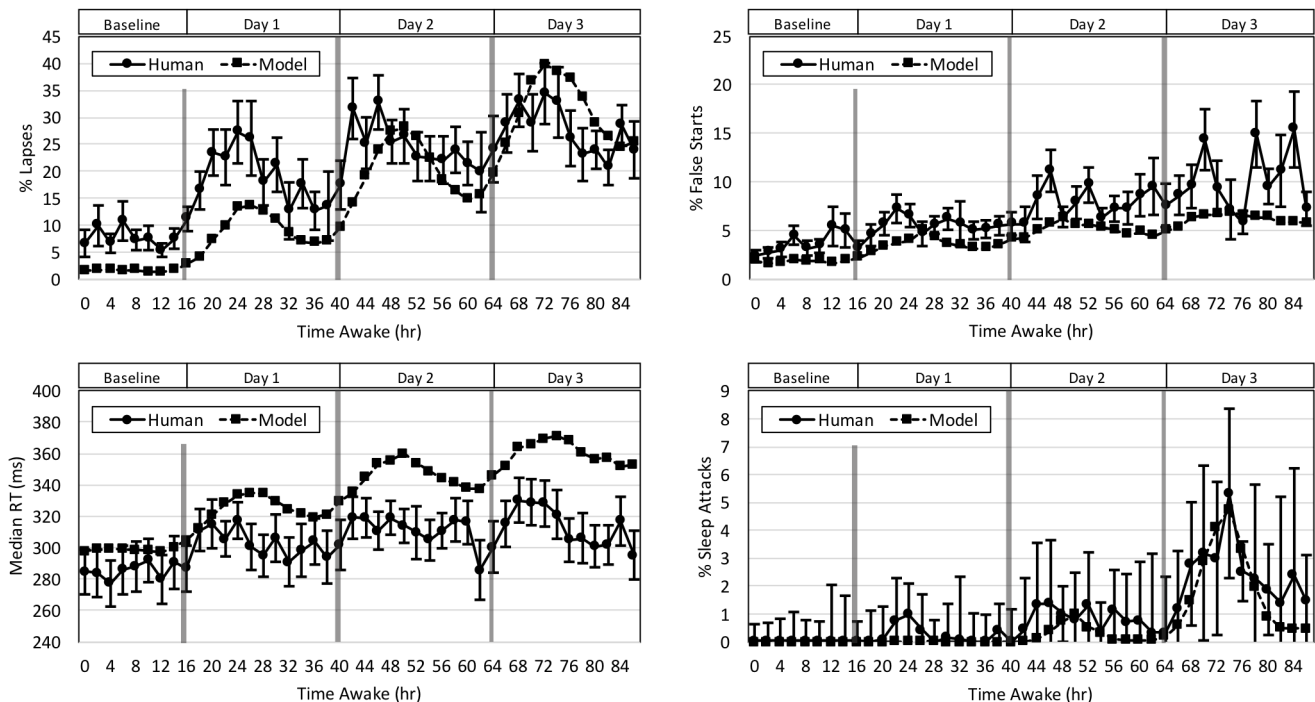 Baseline Day 1 Day 2 Day 3
45
40
35
30
25
20
15
10
5
0
% Lapses
Human Model
0 4 8 12 16 20 24 28 32 36 40 44 48 52 56 60 64 68 72 76 80 84
Time Awake (hr)
Baseline Day 1 Day 2 Day 3
25
20
15
10
5
0
% False Starts
Human Model
0 4 8 12 16 20 24 28 32 36 40 44 48 52 56 60 64 68 72 76 80 84
Time Awake (hr)
Baseline Day 1 Day 2 Day 3
400
380
360
340
320
300
280
260
240
Median RT (ms)
Human Model
0 4 8 12 16 20 24 28 32 36 40 44 48 52 56 60 64 68 72 76 80 84
Time Awake (hr)
Baseline Day 1 Day 2 Day 3
9
8
7
6
5
4
3
2
1
0
% Sleep Attacks
Human Model
0 4 8 12 16 20 24 28 32 36 40 44 48 52 56 60 64 68 72 76 80 84
Time Awake (hr)